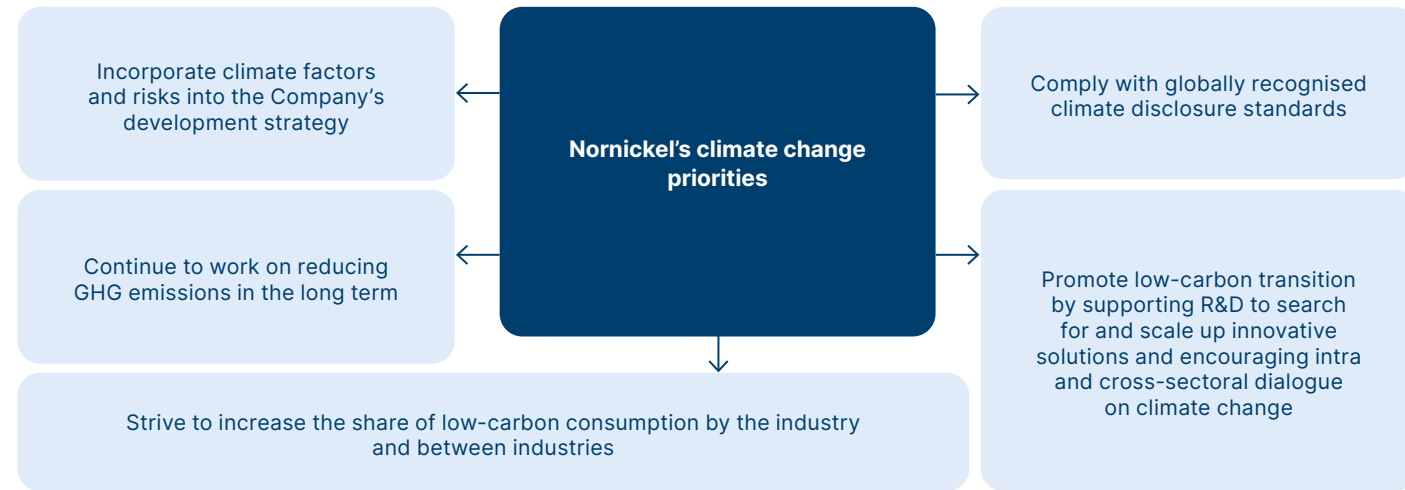 Incorporate climate factors
and risks into the Company’s
development strategy
Nornickel’s climate change
priorities
Comply with globally recognised
climate disclosure standards
Continue to work on reducing
GHG emissions in the long term
Promote low-carbon transition
by supporting R&D to search
for and scale up innovative
solutions and encouraging intra
and cross-sectoral dialogue
on climate change
Strive to increase the share of low-carbon consumption by the industry
and between industries